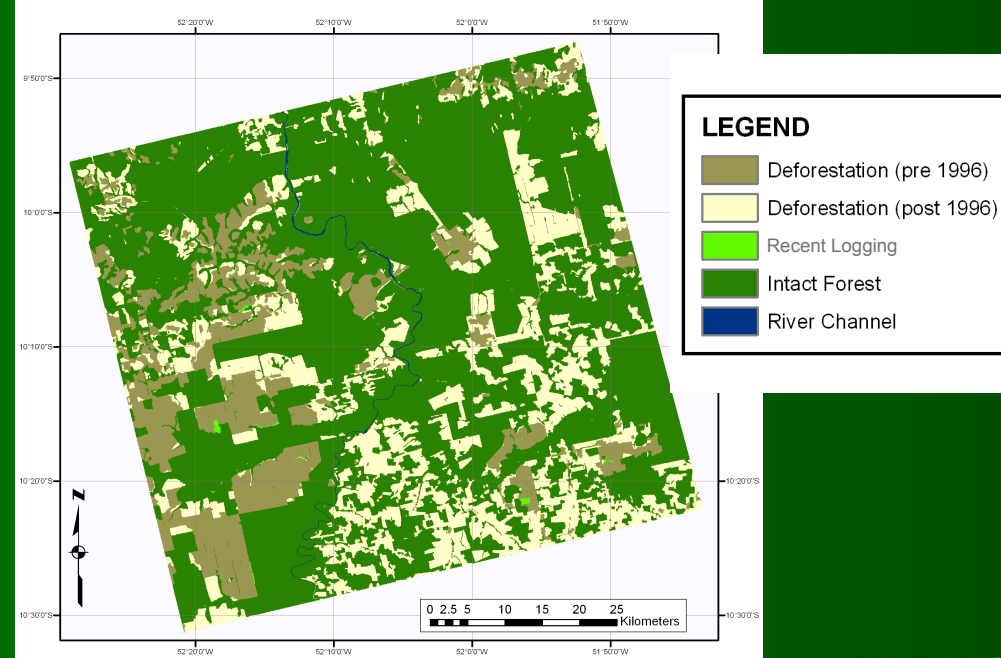 52°20'0"W 52°10'0"W 52°0'0"W 51°50'0"W
9°50'0"S
10°0'0"S
10°10'0"S
10°20'0"S 10°20'0"S
10°30'0"S 10°30'0"S
N
LEGEND
Deforestation (pre 1996)
Deforestation (post 1996)
Recent Logging
Intact Forest
River Channel
0 2.5 5 10 15 20 25
Kilometers
52°20'0"W 52°10'0"W 52°0'0"W 51°50'0"W